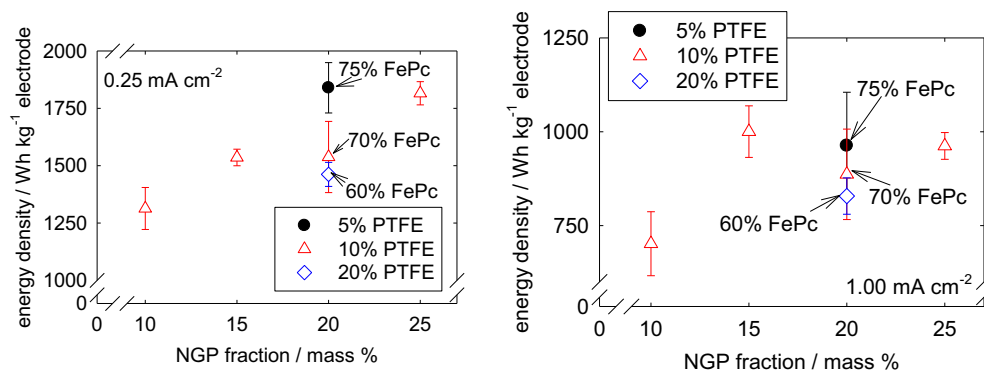 energy density / Wh kg⁻¹ electrode
2000
1750
1500
1250
1000
0
0.25 mA cm⁻²
75% FePc
70% FePc
60% FePc
5% PTFE
10% PTFE
20% PTFE
0 10 15 20 25
NGP fraction / mass %
5% PTFE
10% PTFE
20% PTFE
energy density / Wh kg⁻¹ electrode
1250
1000
750
0
75% FePc
70% FePc
60% FePc
1.00 mA cm⁻²
0 10 15 20 25
NGP fraction / mass %